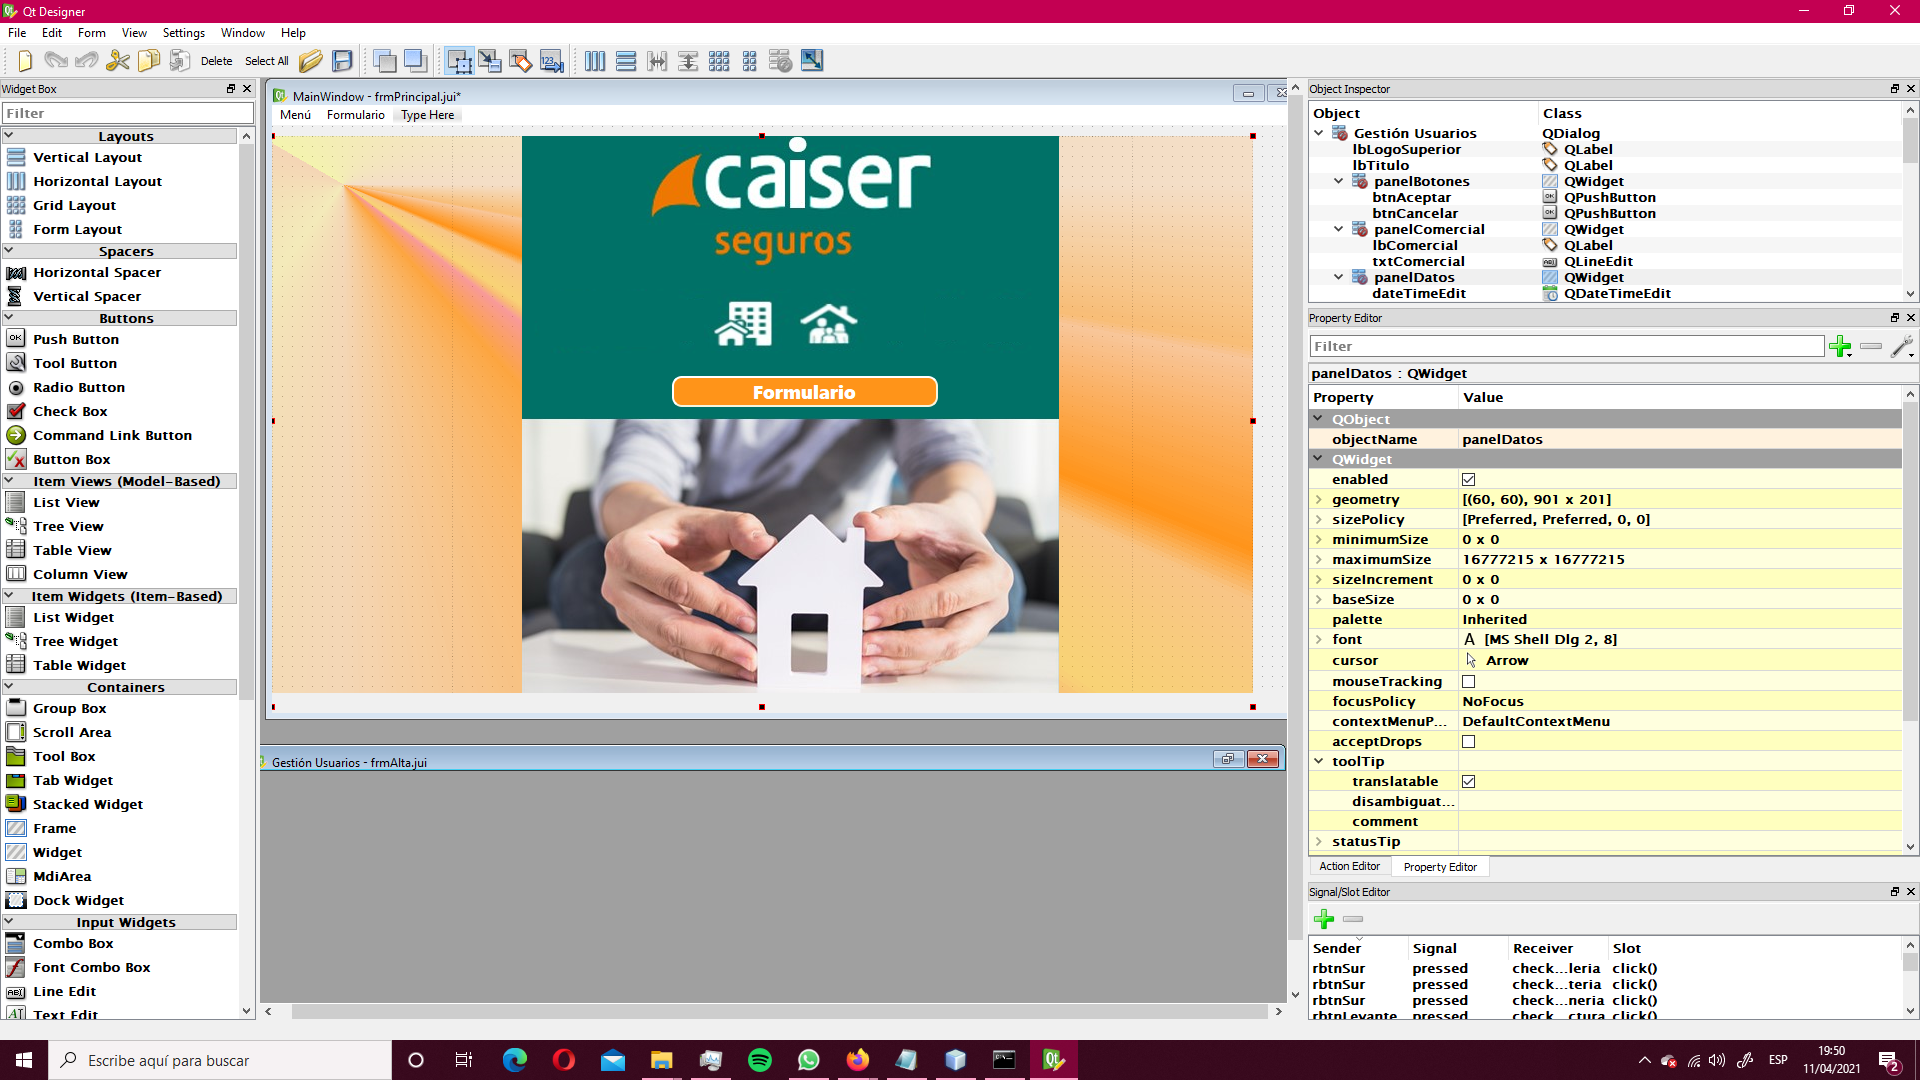 Qt Designer
File Edit Form View Settings Window Help
Delete Select All
Widget Box
Filter
Layouts
Vertical Layout
Horizontal Layout
Grid Layout
Form Layout
Spacers
Horizontal Spacer
Vertical Spacer
Buttons
Push Button
Tool Button
Radio Button
Check Box
Command Link Button
Button Box
Item Views (Model-Based)
List View
Tree View
Table View
Column View
Item Widgets (Item-Based)
List Widget
Tree Widget
Table Widget
Containers
Group Box
Scroll Area
Tool Box
Tab Widget
Stacked Widget
Frame
Widget
MdiArea
Dock Widget
Input Widgets
Combo Box
Font Combo Box
Line Edit
Text Edit
MainWindow - frmPrincipal.jui*
Menú Formulario Type Here
caiser
seguros
Formulario
Gestión Usuarios - frmAlta.jui
Object Inspector
Object Class
Gestión Usuarios QDialog
lbLogoSuperior QLabel
lbTitulo QLabel
panelBotones QWidget
btnAceptar QPushButton
btnCancelar QPushButton
panelComercial QWidget
lbComercial QLabel
txtComercial QLineEdit
panelDatos QWidget
dateTimeEdit QDateTimeEdit
Property Editor
Filter
panelDatos : QWidget
Property Value
QObject
objectName panelDatos
QWidget
enabled
geometry [(60, 60), 901 x 201]
sizePolicy [Preferred, Preferred, 0, 0]
minimumSize 0 x 0
maximumSize 16777215 x 16777215
sizeIncrement 0 x 0
baseSize 0 x 0
palette Inherited
font A [MS Shell Dlg 2, 8]
cursor Arrow
mouseTracking
focusPolicy NoFocus
contextMenuP... DefaultContextMenu
acceptDrops
toolTip
translatable
disambiguat...
comment
statusTip
Action Editor Property Editor
Signal/Slot Editor
Sender Signal Receiver Slot
rbtnSur pressed check...leria click()
rbtnSur pressed check...teria click()
rbtnSur pressed check...neria click()
rbtnLevante pressed check...ctura click()
Escribe aquí para buscar
ESP
19:50
11/04/2021
2